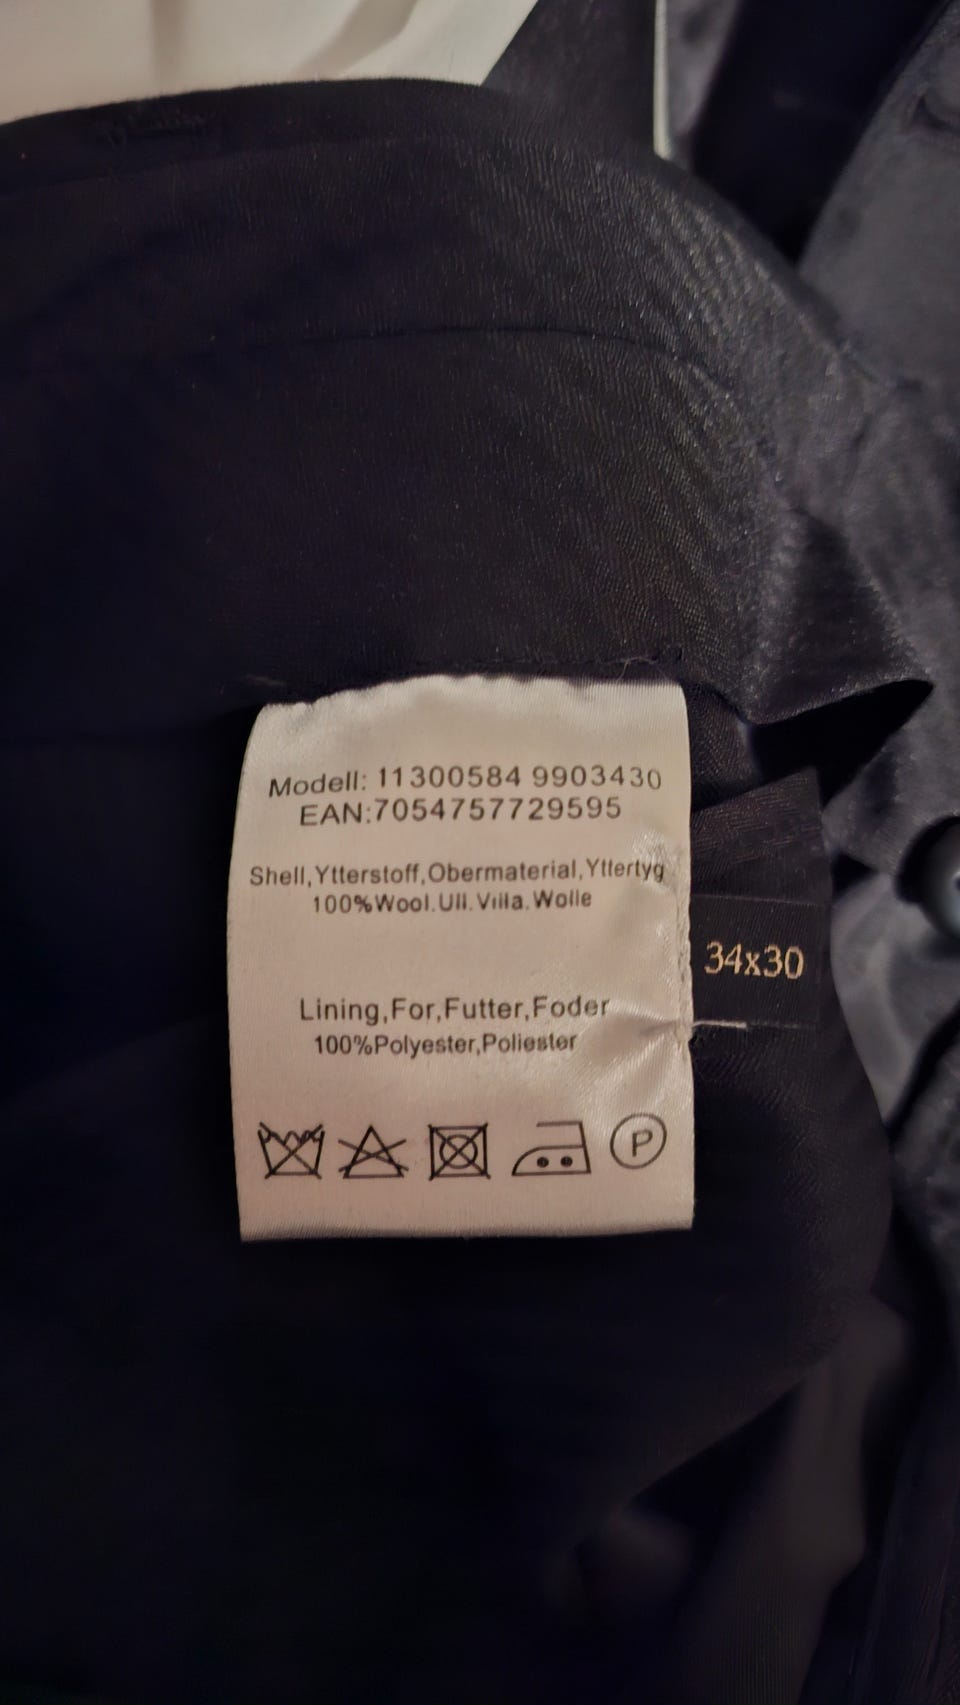 Modell: 11300584 9903430
EAN:7054757729595
Shell,Ytterstoff,Obermaterial,Yttertyg
100%Wool.Ull.Villa.Wolle
34x30
Lining,For,Futter,Foder
100%Polyester,Poliester
P